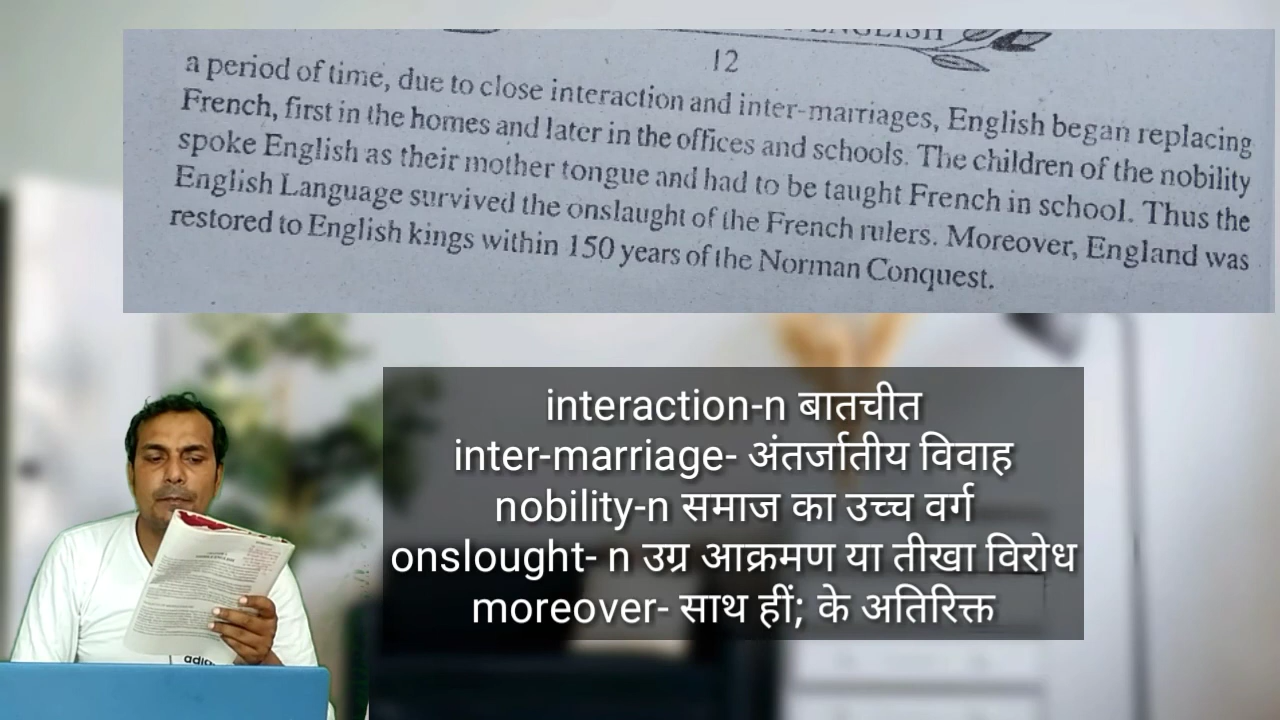 ENGLISH
12
a period of time, due to close interaction and inter-marriages, English began replacing
French, first in the homes and later in the offices and schools. The children of the nobility
spoke English as their mother tongue and had to be taught French in school. Thus the
English Language survived the onslaught of the French rulers. Moreover, England was
restored to English kings within 150 years of the Norman Conquest.
interaction-n बातचीत
inter-marriage- अंतर्जातीय विवाह
nobility-n समाज का उच्च वर्ग
onslought- n उग्र आक्रमण या तीखा विरोध
moreover- साथ हीं; के अतिरिक्त